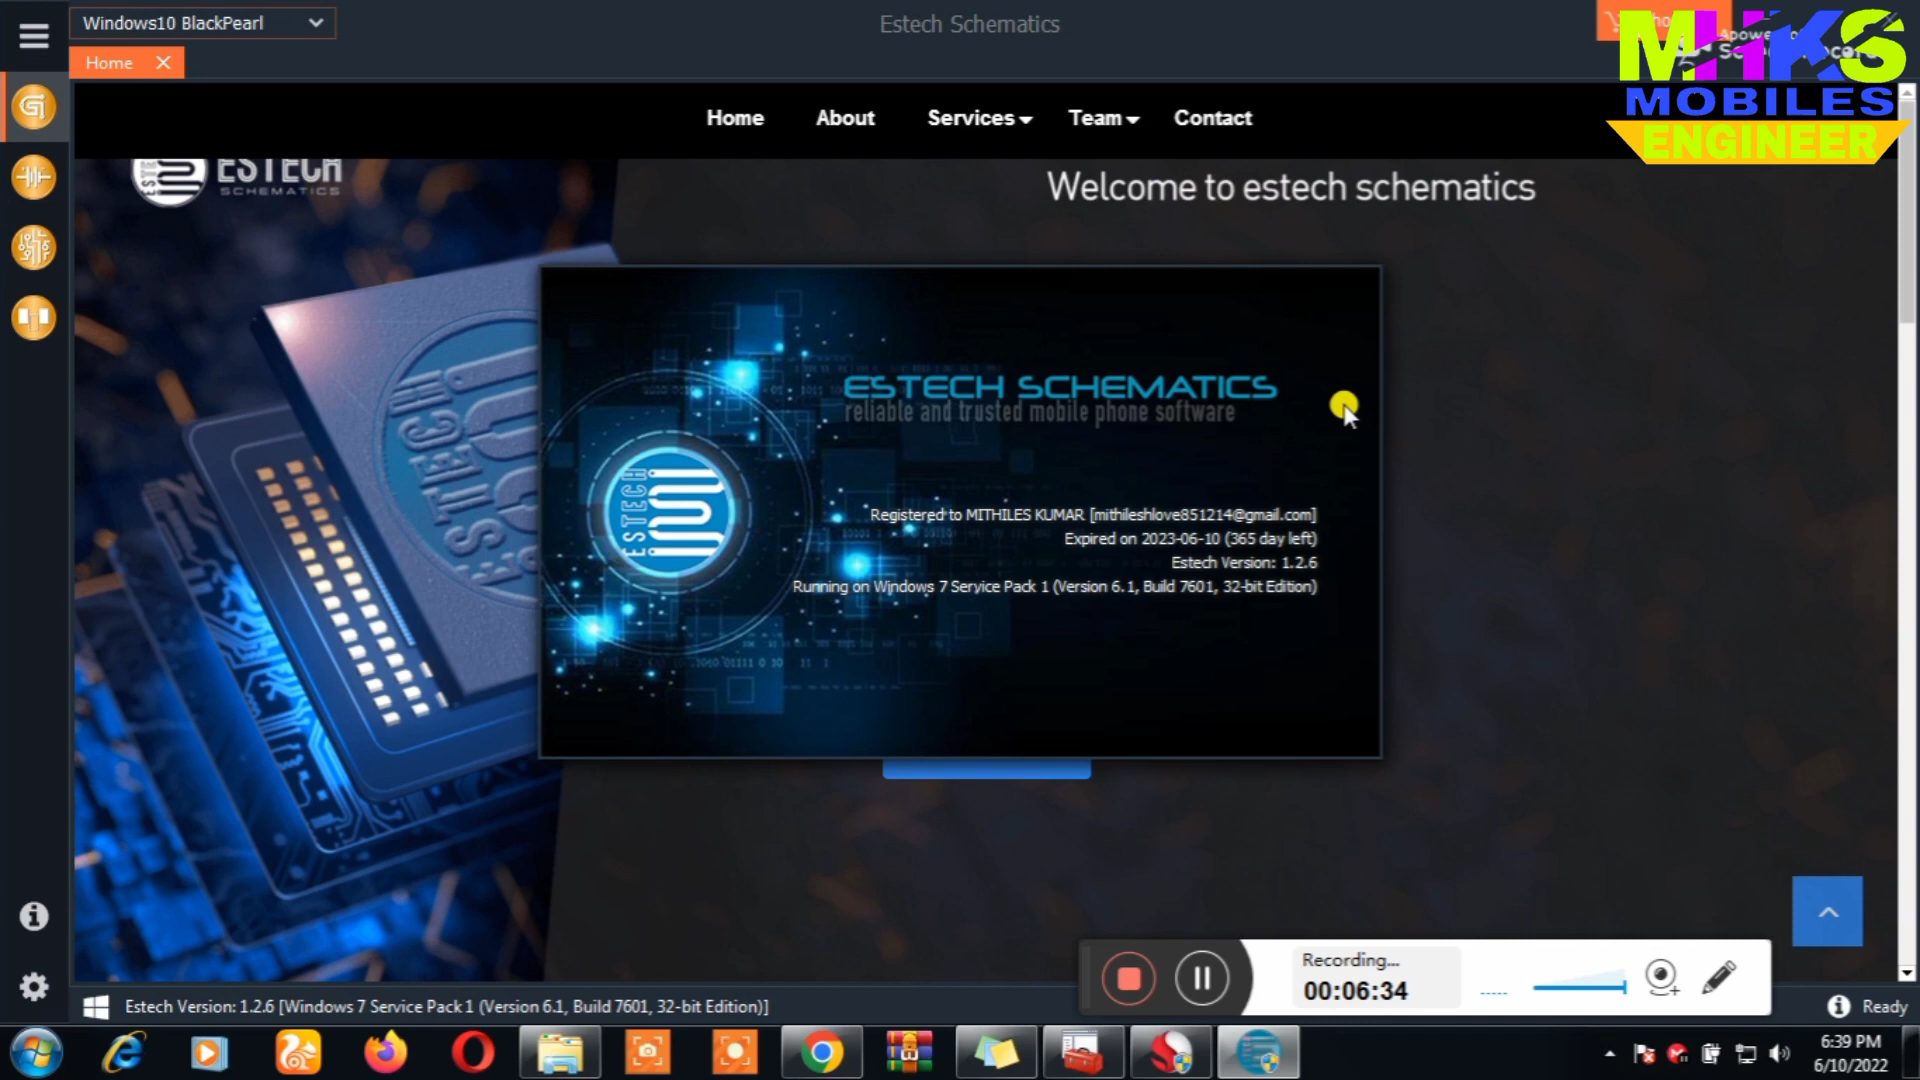 Windows10 BlackPearl
Estech Schematics
MHKS
MOBILES
ENGINEER
Home
Home
About
Services
Team
Contact
ESTECH
SCHEMATICS
Welcome to estech schematics
ESTECH SCHEMATICS
reliable and trusted mobile phone software
ESTECH
Registered to MITHILES KUMAR [mithileshlove851214@gmail.com]
Expired on 2023-06-10 (365 day left)
Estech Version: 1.2.6
Running on Windows 7 Service Pack 1 (Version 6.1, Build 7601, 32-bit Edition)
Recording...
00:06:34
Estech Version: 1.2.6 [Windows 7 Service Pack 1 (Version 6.1, Build 7601, 32-bit Edition)]
Ready
6:39 PM
6/10/2022